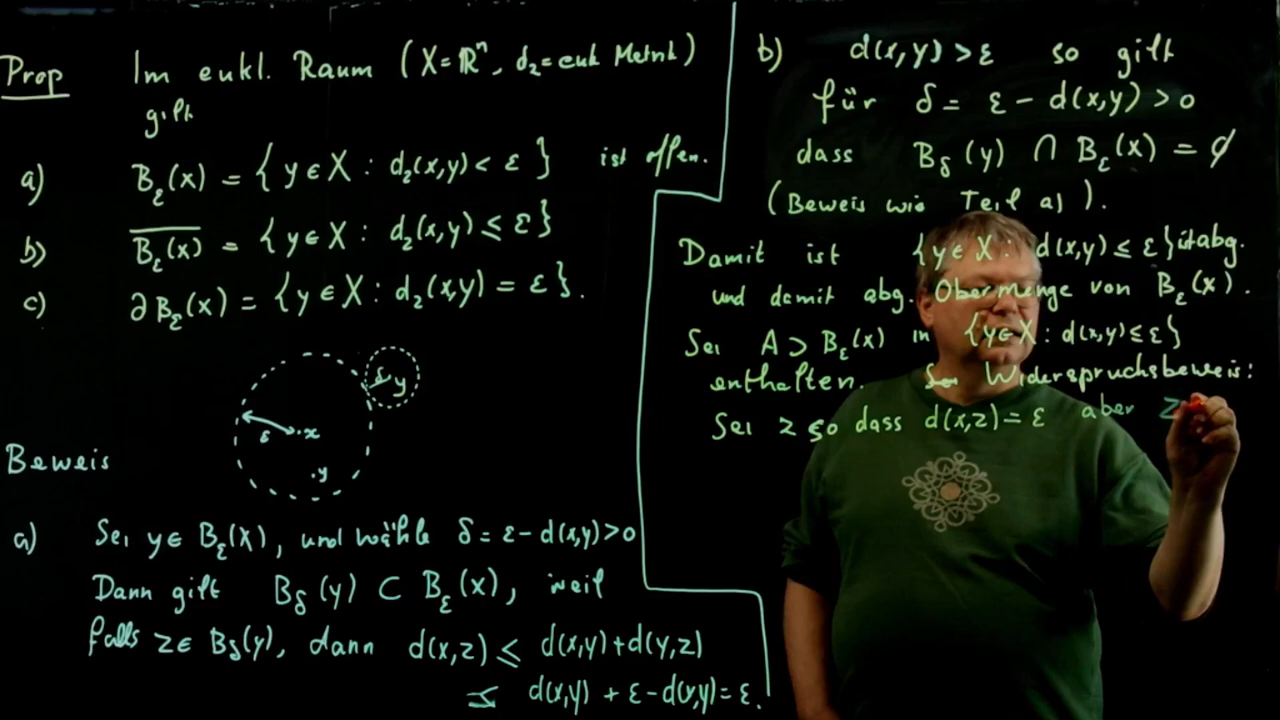 Prop Im eukl. Raum (X=ℝⁿ, d₂=euk Metrik)
gilt
a) B_ε(x) = {y∈X : d₂(x,y) < ε} ist offen.
b) \overline{B_ε(x)} = {y∈X : d₂(x,y) ≤ ε}
c) ∂B_ε(x) = {y∈X : d₂(x,y) = ε}.
δ y
ε x
y
Beweis
a) Sei y∈ B_ε(x), und wähle δ = ε-d(x,y)>0
Dann gilt B_δ(y) ⊂ B_ε(x), weil
falls z∈ B_δ(y), dann d(x,z) ≤ d(x,y)+d(y,z)
≤ d(x,y) + ε-d(x,y)= ε.
b) d(x,y) > ε so gilt
für δ = ε - d(x,y) > 0
dass B_δ(y) ∩ B_ε(x) = ∅
(Beweis wie Teil a)).
Damit ist {y∈X : d(x,y) ≤ ε} ist abg.
und damit abg. Obermenge von B_ε(x).
Sei A ⊃ B_ε(x) in {y∈X : d(x,y) ≤ ε}
enthalten. Widerspruchsbeweis:
Sei z so dass d(x,z) = ε aber z